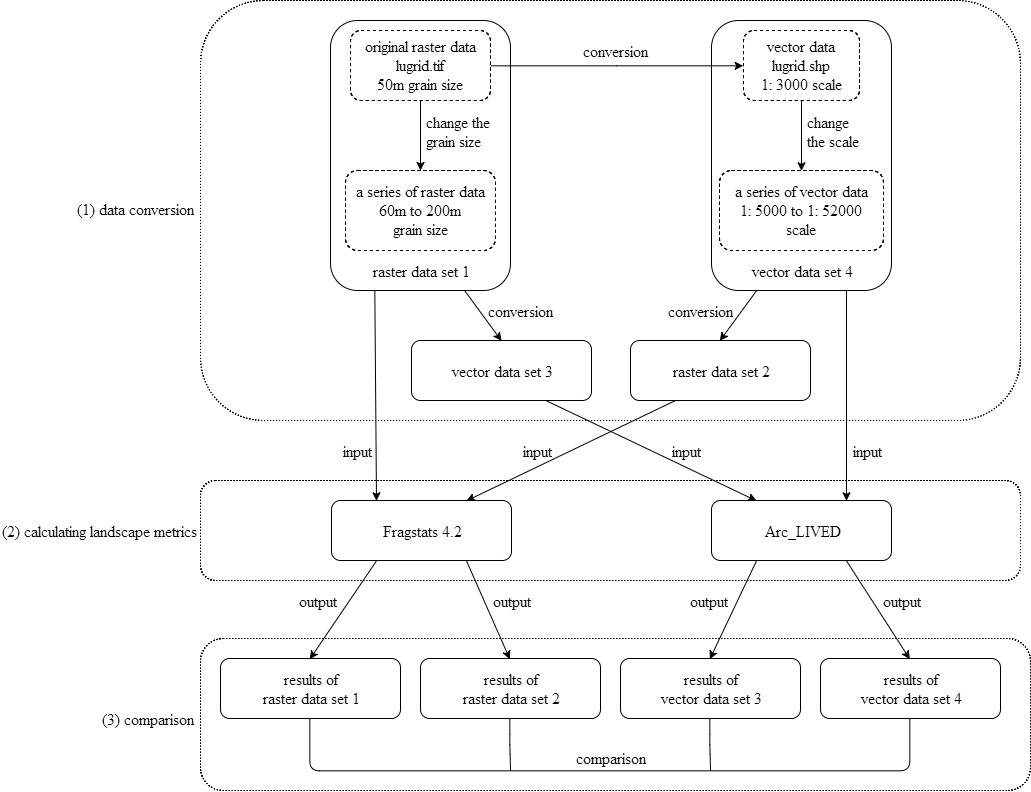 original raster data
lugrid.tif
50m grain size
conversion
vector data
lugrid.shp
1: 3000 scale
change the
grain size
change
the scale
(1) data conversion
a series of raster data
60m to 200m
grain size
a series of vector data
1: 5000 to 1: 52000
scale
raster data set 1
vector data set 4
conversion
conversion
vector data set 3
raster data set 2
input
input
input
input
(2) calculating landscape metrics
Fragstats 4.2
Arc_LIVED
output
output
output
output
(3) comparison
results of
raster data set 1
results of
raster data set 2
results of
vector data set 3
results of
vector data set 4
comparison